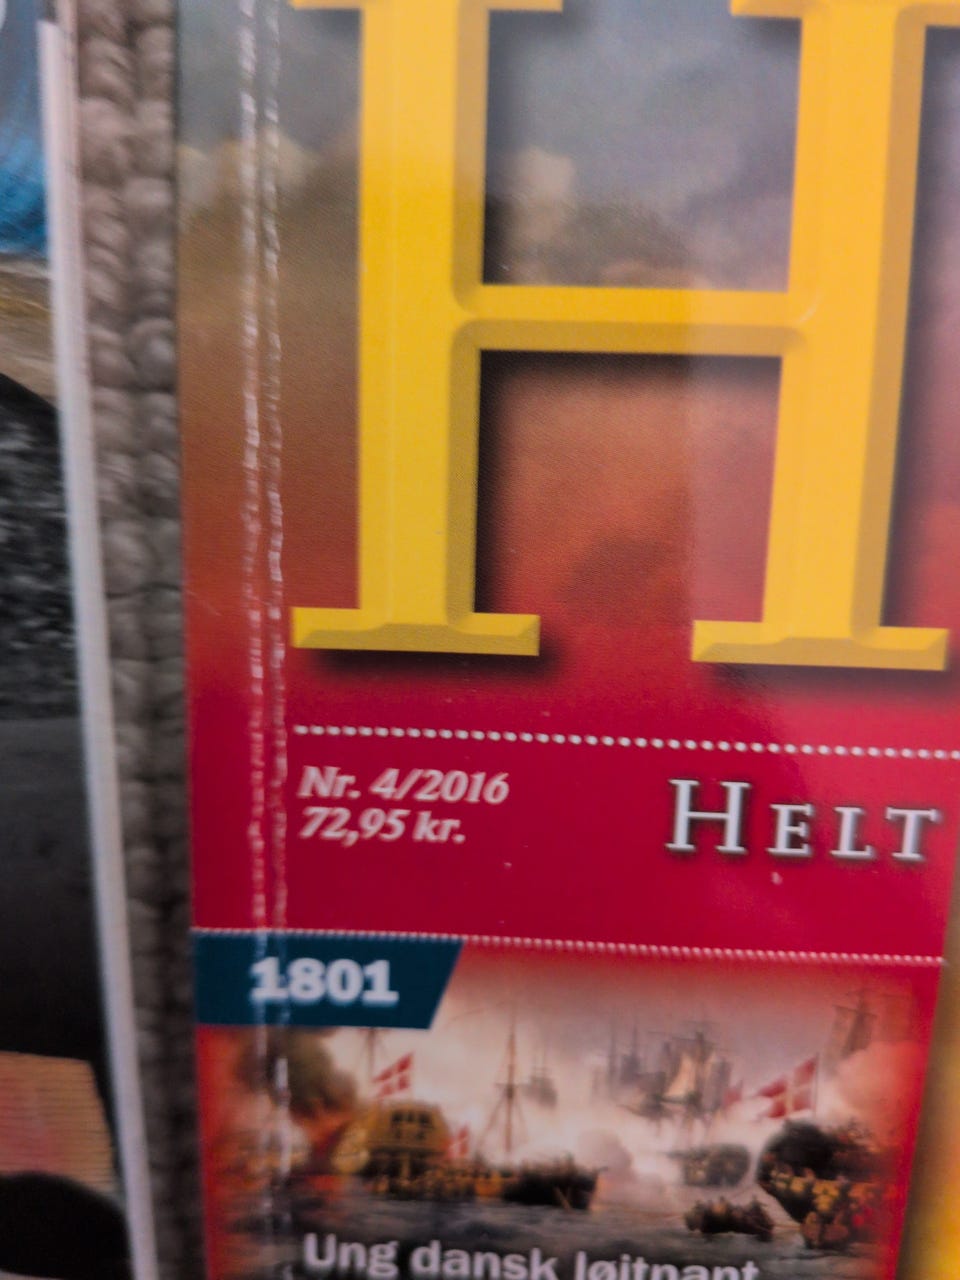 H
Nr. 4/2016
72,95 kr.
HELT
1801
Ung dansk løjtnant